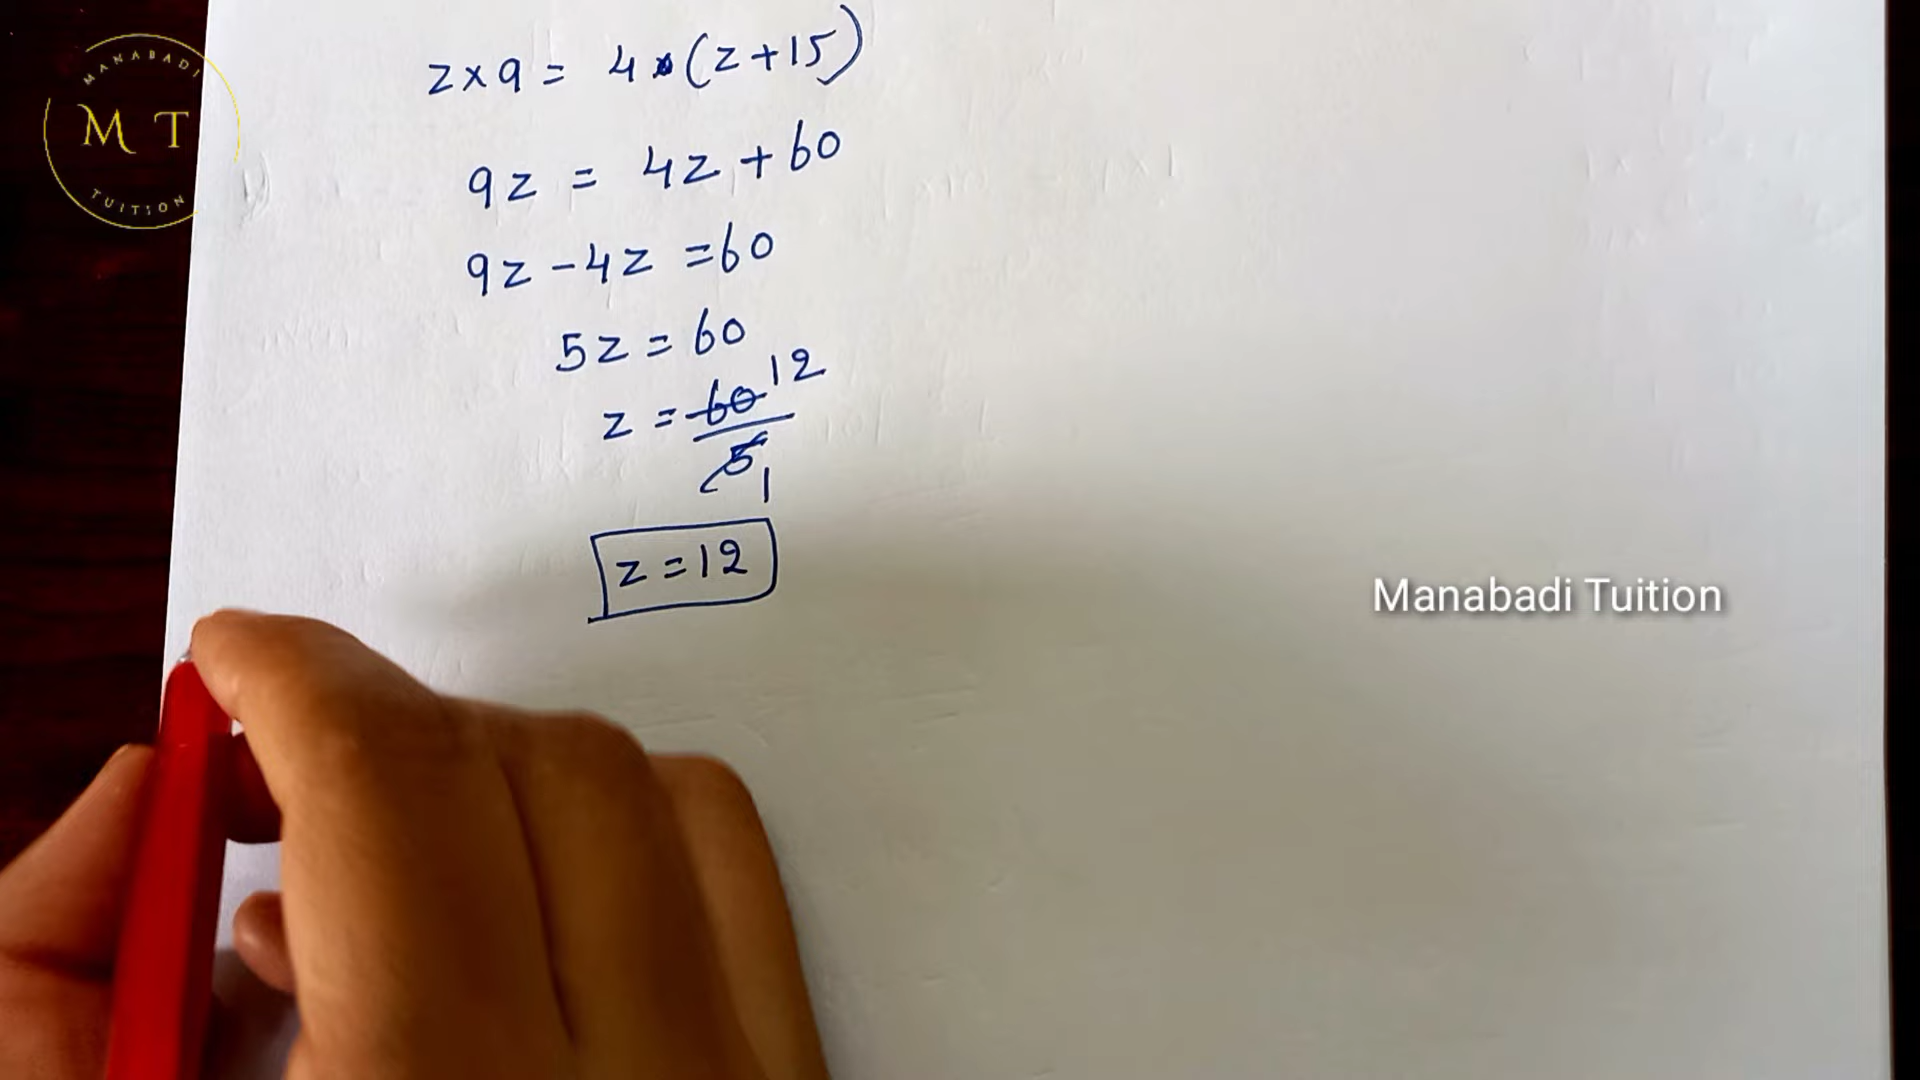 MANABADI
MT
TUITION
z×9 = 4×(z+15)
9z = 4z+60
9z-4z =60
5z=60
z = 60/5 12 1
z=12
Manabadi Tuition